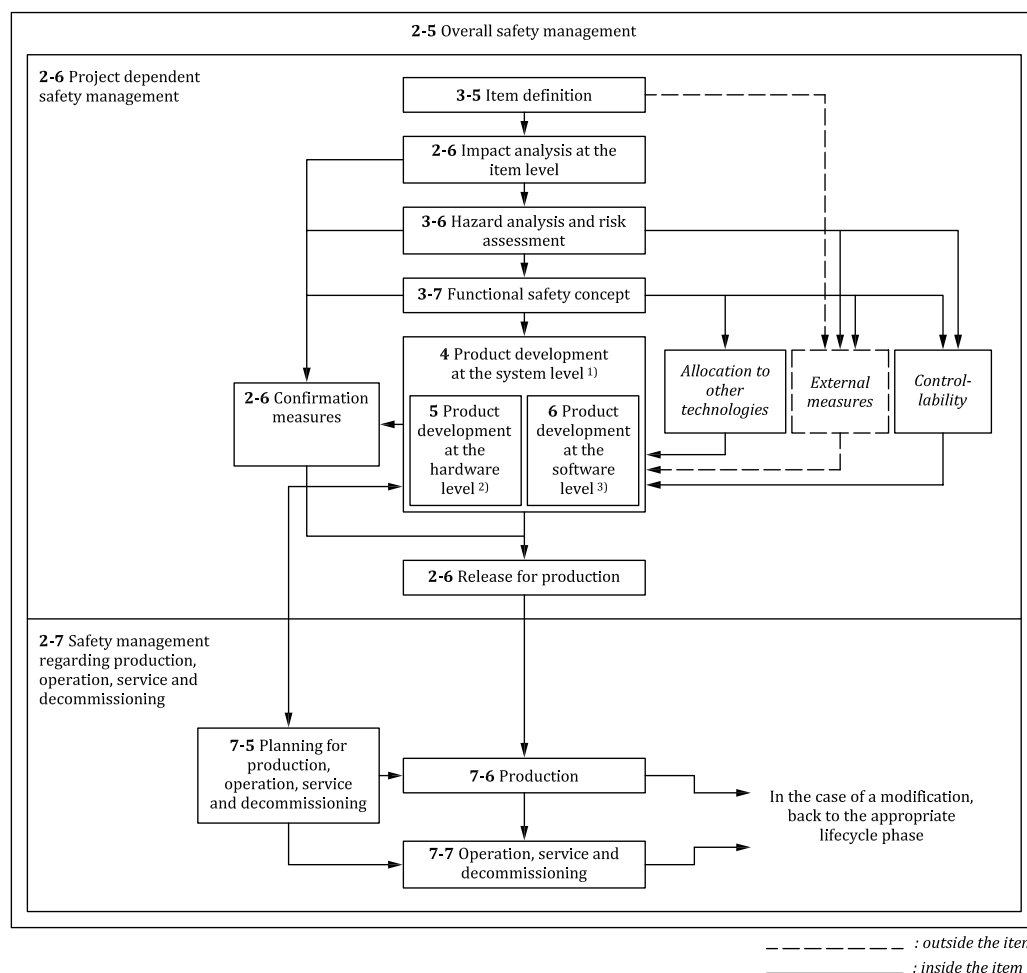 2-5 Overall safety management
2-6 Project dependent
safety management
3-5 Item definition
2-6 Impact analysis at the
item level
3-6 Hazard analysis and risk
assessment
3-7 Functional safety concept
4 Product development
at the system level 1)
5 Product
development
at the
hardware
level 2)
6 Product
development
at the
software
level 3)
2-6 Confirmation
measures
Allocation to
other
technologies
External
measures
Control-
lability
2-6 Release for production
2-7 Safety management
regarding production,
operation, service and
decommissioning
7-5 Planning for
production,
operation, service
and decommissioning
7-6 Production
7-7 Operation, service and
decommissioning
In the case of a modification,
back to the appropriate
lifecycle phase
: outside the item
: inside the item